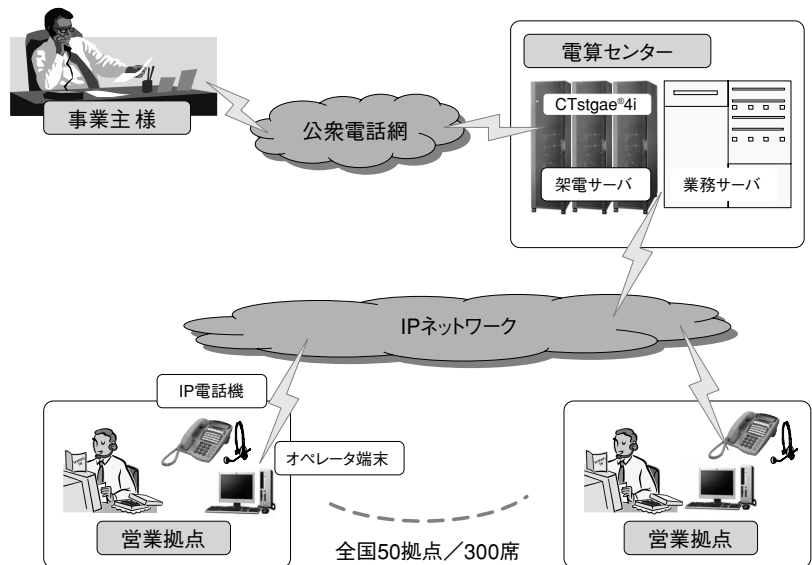 電算センター
CTstgae®4i
事業主様
公衆電話網
架電サーバ
業務サーバ
IPネットワーク
IP電話機
オペレータ端末
営業拠点
営業拠点
全国50拠点／300席